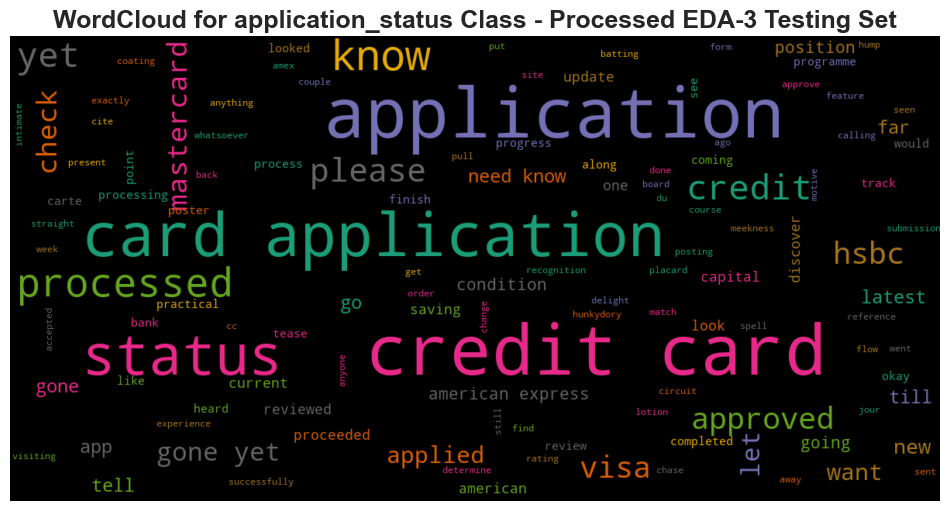 WordCloud for application_status Class - Processed EDA-3 Testing Set
yet
coating
looked
amex
know
put
batting
form
position
hump
programme
couple
site
update
see
approve
feature
intimate
check
exactly
cite
mastercard
anything
application
seen
far
would
whatsoever
progress
ago
calling
present
point
process
please
pull
along
coming
back
need know
done
board
one
credit
motive
track
processing
carte
poster
finish
du
course
straight
week
card application
meekness
posting
discover
submission
hsbc
processed
get
recognition
placard
condition
capital
order
practical
go
saving
delight
latest
accepted
bank
cc
tease
change
hunkydory
match
look
spell
reference
status
credit card
flow
went
anyone
gone
like
current
american express
circuit
okay
till
heard
reviewed
still
lotion
approved
jour
experience
find
proceeded
app
gone yet
applied
review
completed
let
going
new
visiting
determine
rating
visa
chase
want
sent
away
tell
successfully
american